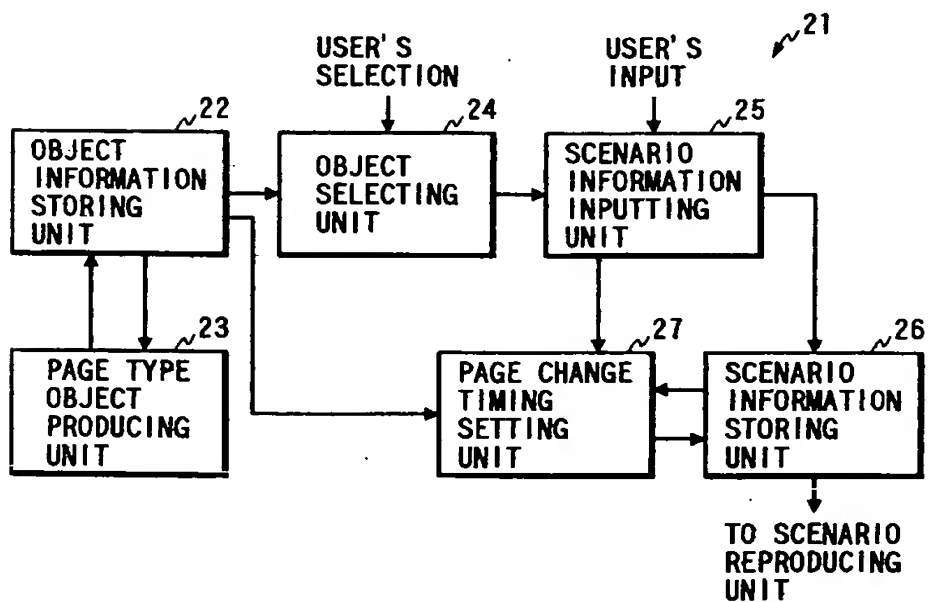 21
USER'S
SELECTION
USER'S
INPUT
22
OBJECT
INFORMATION
STORING
UNIT
24
OBJECT
SELECTING
UNIT
25
SCENARIO
INFORMATION
INPUTTING
UNIT
23
PAGE TYPE
OBJECT
PRODUCING
UNIT
27
PAGE CHANGE
TIMING
SETTING
UNIT
26
SCENARIO
INFORMATION
STORING
UNIT
TO SCENARIO
REPRODUCING
UNIT